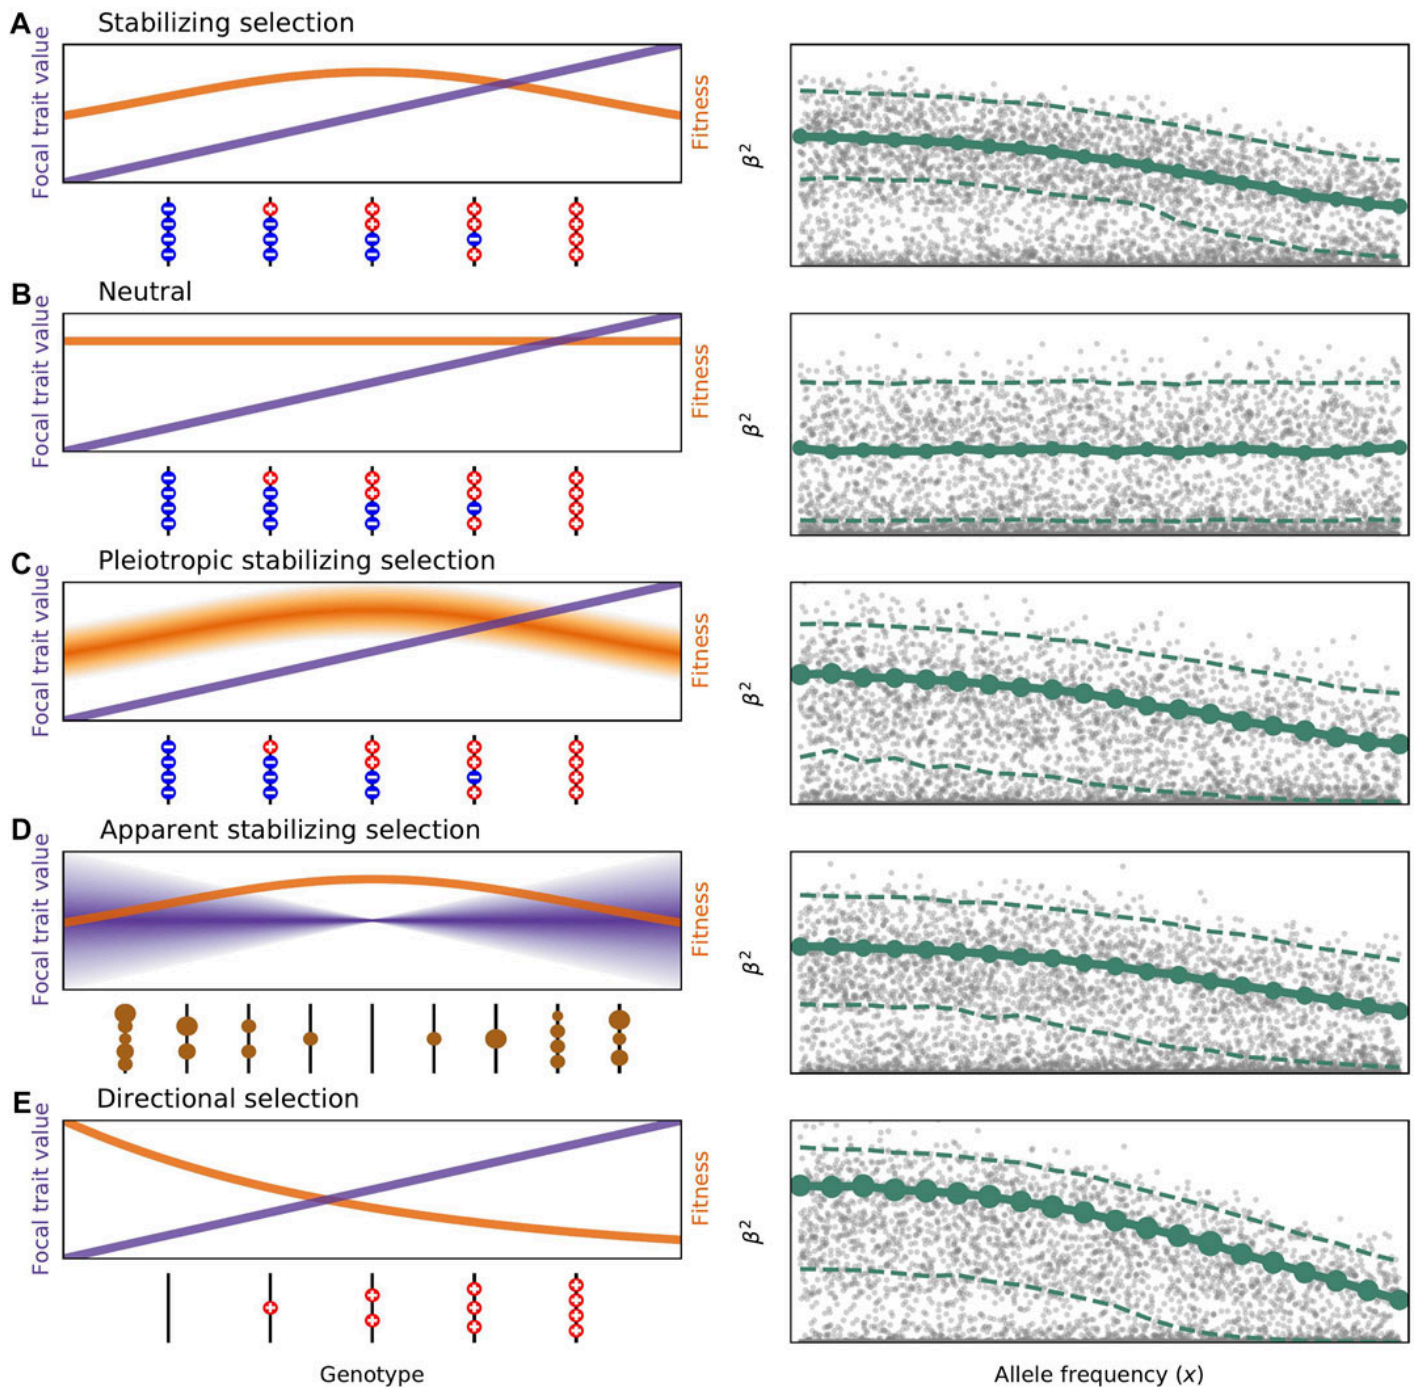 A Stabilizing selection
Focal trait value
Fitness
β²
B Neutral
Focal trait value
Fitness
β²
C Pleiotropic stabilizing selection
Focal trait value
Fitness
β²
D Apparent stabilizing selection
Focal trait value
Fitness
β²
E Directional selection
Focal trait value
Fitness
β²
Genotype
Allele frequency (x)